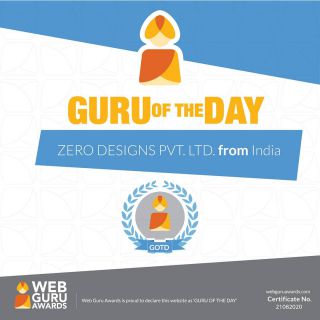 GURU OF THE DAY
ZERO DESIGNS PVT. LTD. from India
GOTD
WEB
GURU
AWARDS
Web Guru Awards is proud to declare this website as 'GURU OF THE DAY'
webguruawards.com
Certificate No.
21082020